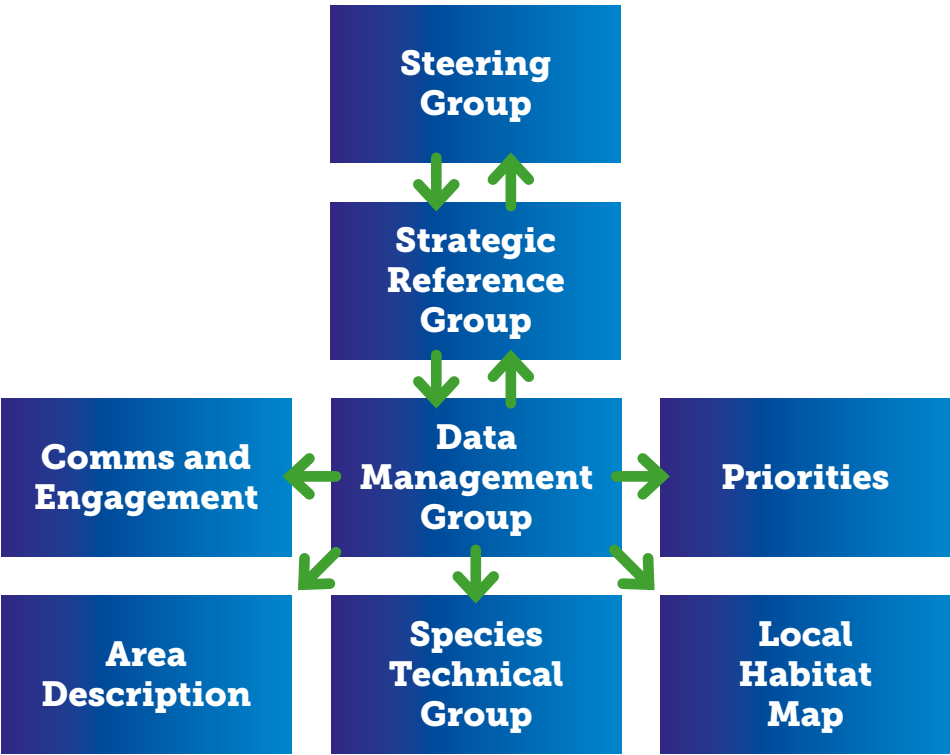 Steering
Group
Strategic
Reference
Group
Comms and
Engagement
Data
Management
Group
Priorities
Area
Description
Species
Technical
Group
Local
Habitat
Map